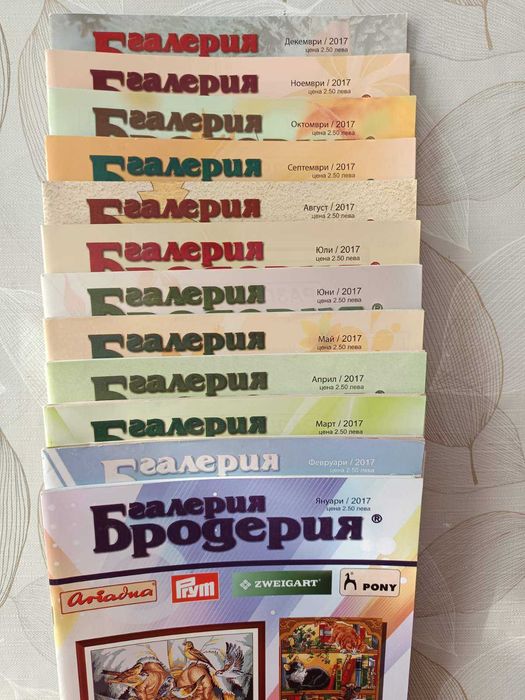 галерия
Декември / 2017
цена 2.50 лева
галерия
Ноември / 2017
цена 2.50 лева
галерия
Октомври / 2017
цена 2.50 лева
галерия
Септември / 2017
цена 2.50 лева
галерия
Август / 2017
цена 2.50 лева
галерия
Юли / 2017
цена 2.50 лева
галерия
Юни / 2017
цена 2.50 лева
галерия
Май / 2017
цена 2.50 лева
галерия
Април / 2017
цена 2.50 лева
галерия
Март / 2017
цена 2.50 лева
галерия
Февруари / 2017
цена 2.50 лева
галерия
Бродерия®
Януари / 2017
цена 2.50 лева
Ariadna
Prym
ZWEIGART®
PONY